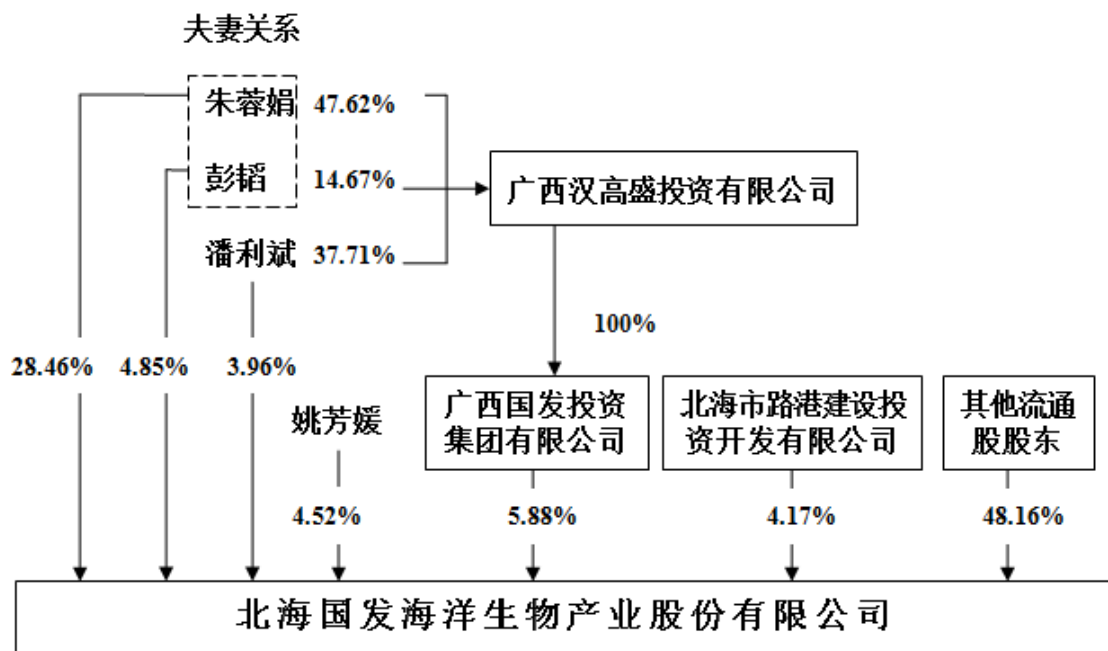 夫妻关系
朱蓉娟 47.62%
彭韬 14.67%
广西汉高盛投资有限公司
潘利斌 37.71%
100%
28.46% 4.85% 3.96%
姚芳媛
广西国发投资
集团有限公司
北海市路港建设投
资开发有限公司
其他流通
股股东
4.52% 5.88% 4.17% 48.16%
北海国发海洋生物产业股份有限公司